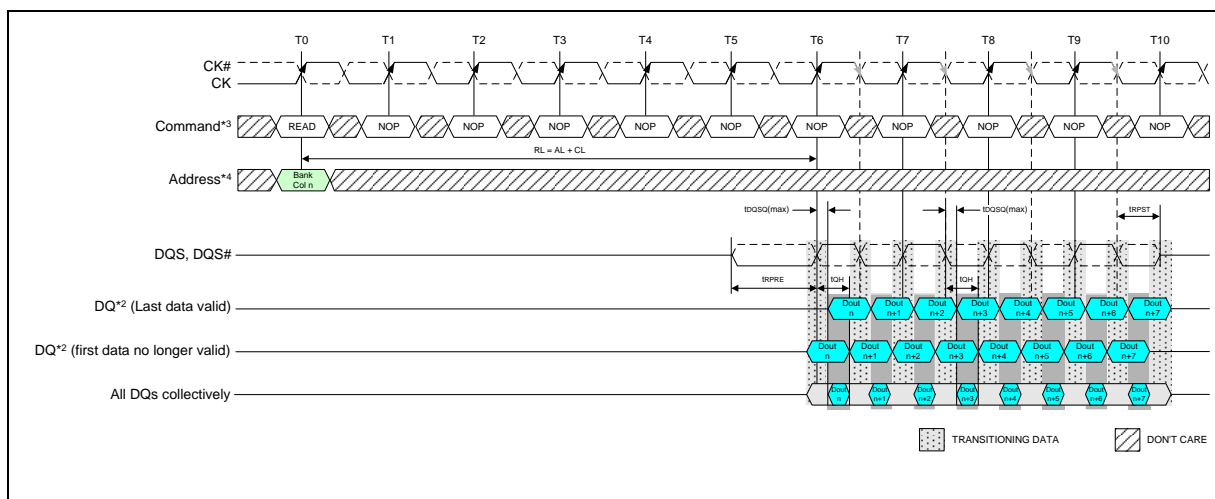 T0 T1 T2 T3 T4 T5 T6 T7 T8 T9 T10
CK#
CK
Command*3 READ NOP NOP NOP NOP NOP NOP NOP NOP NOP NOP
RL = AL + CL
Address*4 Bank
Col n
tDQSQ(max) tDQSQ(max) tRPST
DQS, DQS#
tRPRE tQH tQH
DQ*2 (Last data valid) Dout Dout Dout Dout Dout Dout Dout Dout
n n+1 n+2 n+3 n+4 n+5 n+6 n+7
DQ*2 (first data no longer valid) Dout Dout Dout Dout Dout Dout Dout Dout
n n+1 n+2 n+3 n+4 n+5 n+6 n+7
All DQs collectively Dout Dout Dout Dout Dout Dout Dout Dout
n n+1 n+2 n+3 n+4 n+5 n+6 n+7
TRANSITIONING DATA DON'T CARE